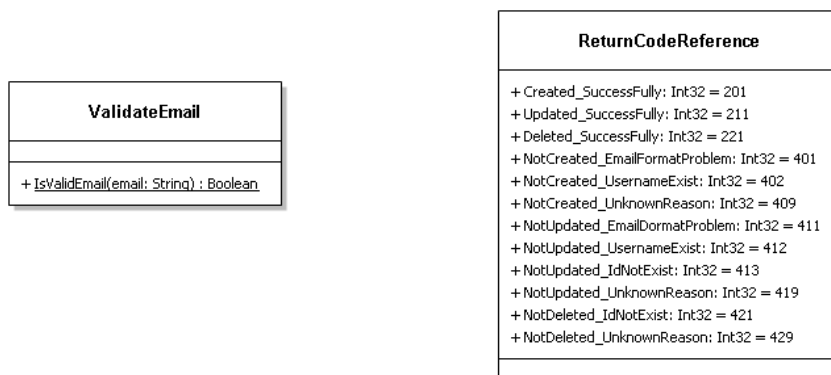 ValidateEmail
+ IsValidEmail(email: String) : Boolean
ReturnCodeReference
+ Created_SuccessFully: Int32 = 201
+ Updated_SuccessFully: Int32 = 211
+ Deleted_SuccessFully: Int32 = 221
+ NotCreated_EmailFormatProblem: Int32 = 401
+ NotCreated_UsernameExist: Int32 = 402
+ NotCreated_UnknownReason: Int32 = 409
+ NotUpdated_EmailDormatProblem: Int32 = 411
+ NotUpdated_UsernameExist: Int32 = 412
+ NotUpdated_IdNotExist: Int32 = 413
+ NotUpdated_UnknownReason: Int32 = 419
+ NotDeleted_IdNotExist: Int32 = 421
+ NotDeleted_UnknownReason: Int32 = 429